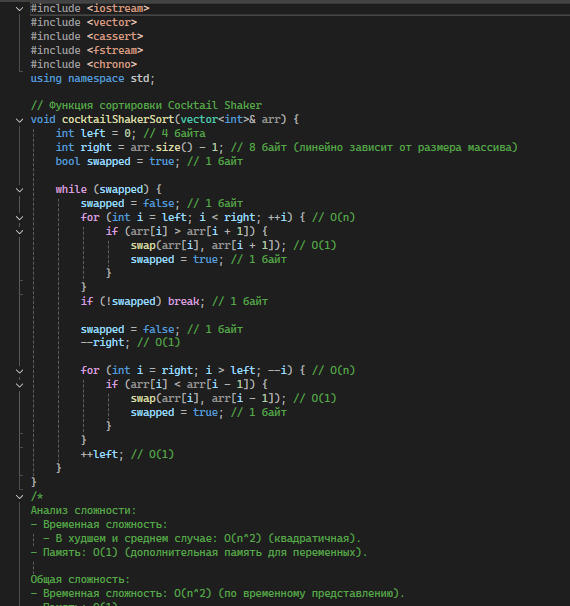 #include <iostream>
#include <vector>
#include <cassert>
#include <fstream>
#include <chrono>
using namespace std;
// Функция сортировки Cocktail Shaker
void cocktailShakerSort(vector<int>& arr) {
int left = 0; // 4 байта
int right = arr.size() - 1; // 8 байт (линейно зависит от размера массива)
bool swapped = true; // 1 байт
while (swapped) {
swapped = false; // 1 байт
for (int i = left; i < right; ++i) { // O(n)
if (arr[i] > arr[i + 1]) {
swap(arr[i], arr[i + 1]); // O(1)
swapped = true; // 1 байт
}
}
if (!swapped) break; // 1 байт
swapped = false; // 1 байт
--right; // O(1)
for (int i = right; i > left; --i) { // O(n)
if (arr[i] < arr[i - 1]) {
swap(arr[i], arr[i - 1]); // O(1)
swapped = true; // 1 байт
}
}
++left; // O(1)
}
}
/*
Анализ сложности:
- Временная сложность:
- В худшем и среднем случае: O(n^2) (квадратичная).
- Память: O(1) (дополнительная память для переменных).
Общая сложность:
- Временная сложность: O(n^2) (по временному представлению).